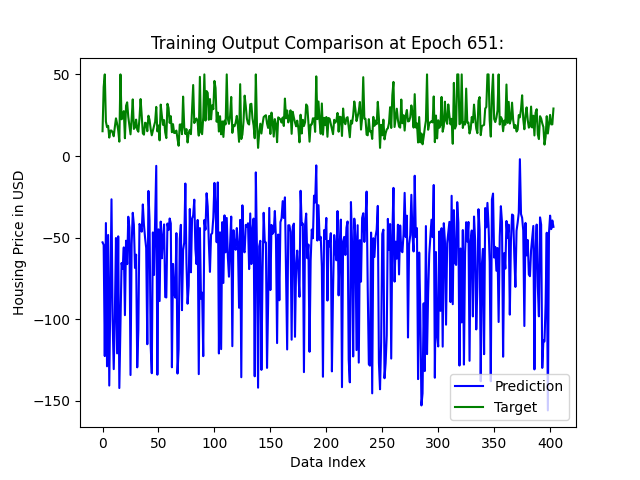 Training Output Comparison at Epoch 651:
Housing Price in USD
50
0
−50
−100
−150
0 50 100 150 200 250 300 350 400
Data Index
Prediction
Target